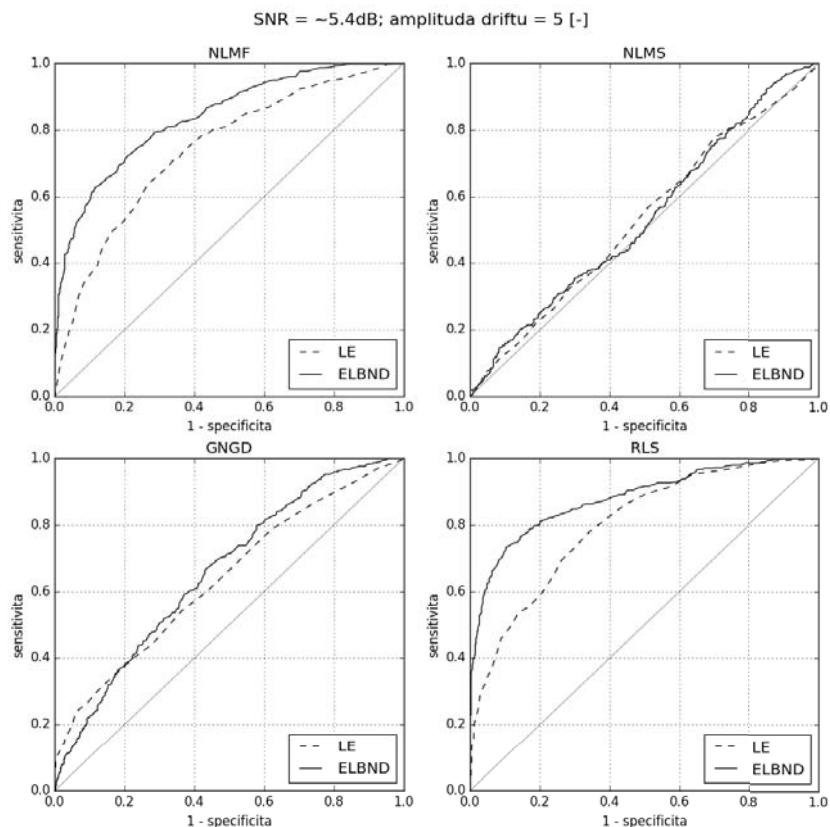 SNR = ~5.4dB; amplituda driftu = 5 [-]
NLMF
NLMS
1.0
0.8
0.6
0.4
0.2
0.0
sensitivita
LE
ELBND
0.0 0.2 0.4 0.6 0.8 1.0
1 - specificita
1.0
0.8
0.6
0.4
0.2
0.0
sensitivita
LE
ELBND
0.0 0.2 0.4 0.6 0.8 1.0
1 - specificita
GNGD
RLS
1.0
0.8
0.6
0.4
0.2
0.0
sensitivita
LE
ELBND
0.0 0.2 0.4 0.6 0.8 1.0
1 - specificita
1.0
0.8
0.6
0.4
0.2
0.0
sensitivita
LE
ELBND
0.0 0.2 0.4 0.6 0.8 1.0
1 - specificita